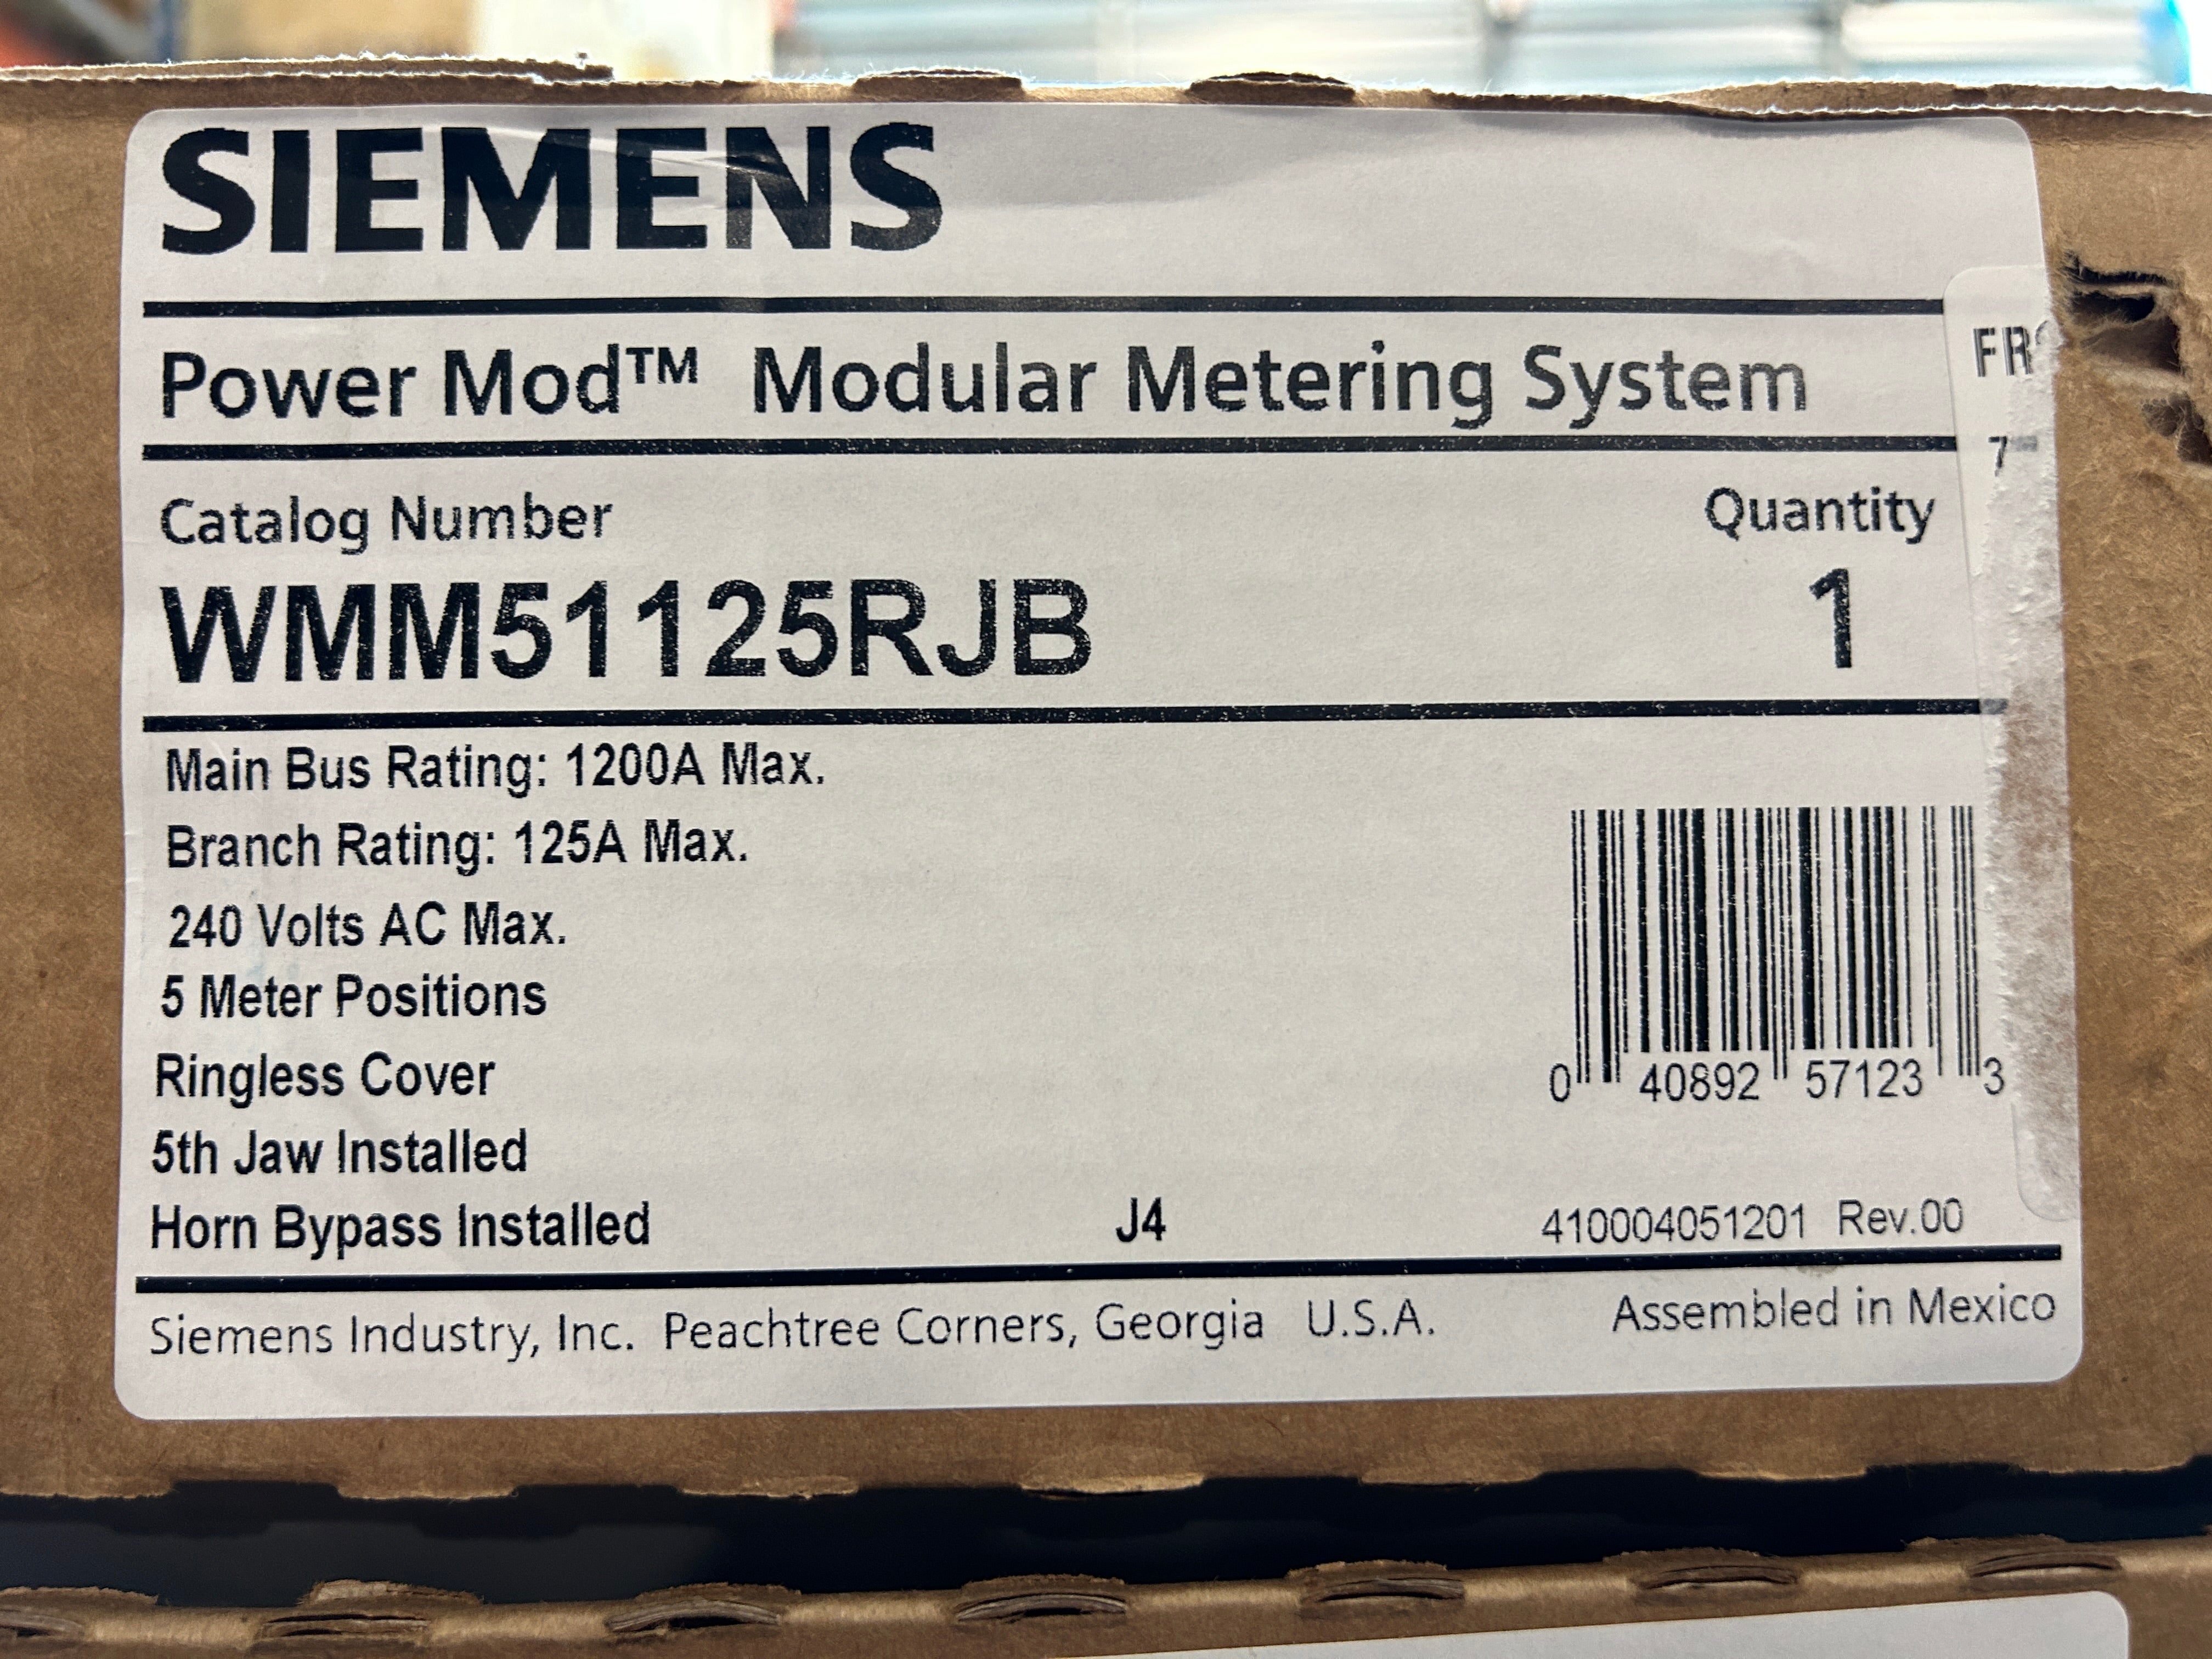 SIEMENS
Power Mod™ Modular Metering System
Catalog Number Quantity
WMM51125RJB 1
Main Bus Rating: 1200A Max.
Branch Rating: 125A Max.
240 Volts AC Max.
5 Meter Positions
Ringless Cover
0 40892 57123 3
5th Jaw Installed
Horn Bypass Installed J4 410004051201 Rev.00
Siemens Industry, Inc. Peachtree Corners, Georgia U.S.A. Assembled in Mexico